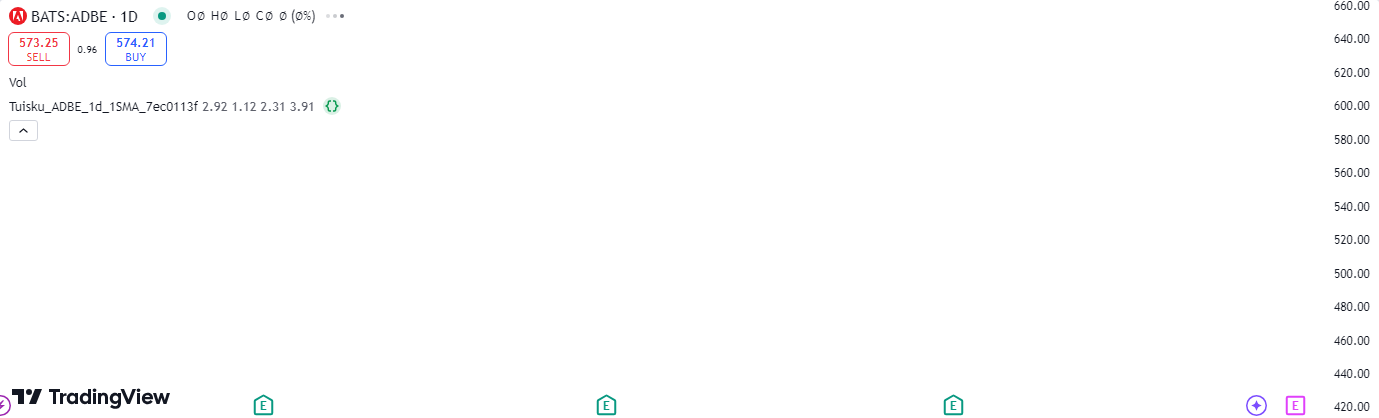 BATS:ADBE · 1D O∅ H∅ L∅ C∅ ∅ (∅%)
573.25 0.96 574.21
SELL BUY
Vol
Tuisku_ADBE_1d_1SMA_7ec0113f 2.92 1.12 2.31 3.91 {}
660.00
640.00
620.00
600.00
580.00
560.00
540.00
520.00
500.00
480.00
460.00
440.00
420.00
TradingView
E E E E